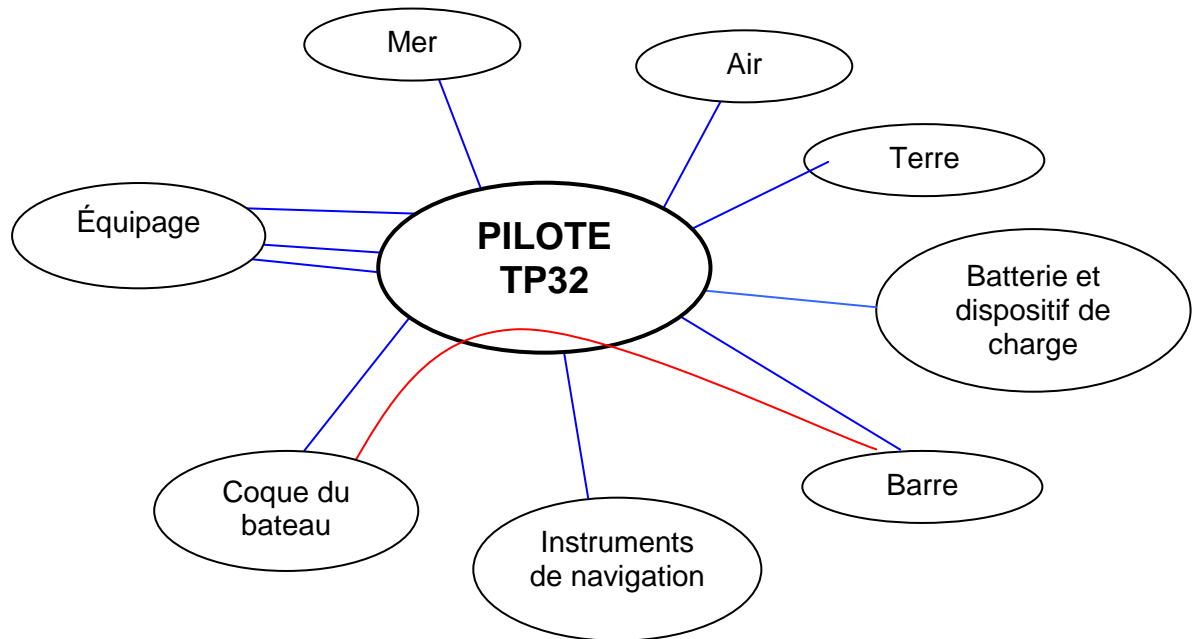 Mer
Air
Terre
Équipage
PILOTE
TP32
Batterie et
dispositif de
charge
Coque du
bateau
Instruments
de navigation
Barre